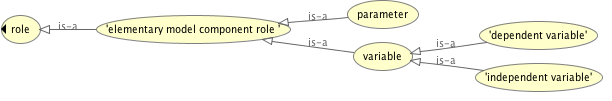 role
is-a
'elementary model component role '
is-a
parameter
is-a
variable
is-a
'dependent variable'
is-a
'independent variable'